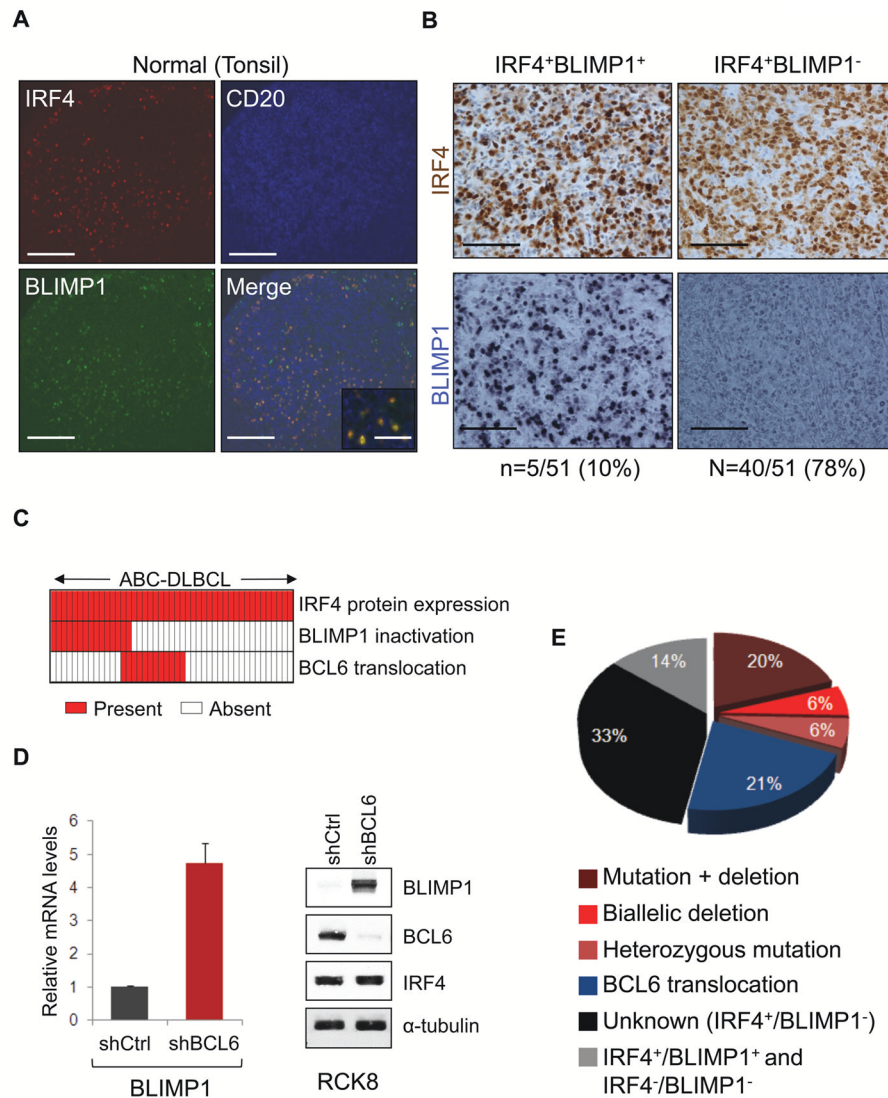 A
Normal (Tonsil)
IRF4
CD20
BLIMP1
Merge
B
IRF4⁺BLIMP1⁺
IRF4⁺BLIMP1⁻
IRF4
BLIMP1
n=5/51 (10%)
N=40/51 (78%)
C
ABC-DLBCL
IRF4 protein expression
BLIMP1 inactivation
BCL6 translocation
Present
Absent
D
Relative mRNA levels
6
5
4
3
2
1
0
shCtrl
shBCL6
BLIMP1
shCtrl
shBCL6
BLIMP1
BCL6
IRF4
α-tubulin
RCK8
E
14%
20%
6%
6%
33%
21%
Mutation + deletion
Biallelic deletion
Heterozygous mutation
BCL6 translocation
Unknown (IRF4⁺/BLIMP1⁻)
IRF4⁺/BLIMP1⁺ and
IRF4⁻/BLIMP1⁻